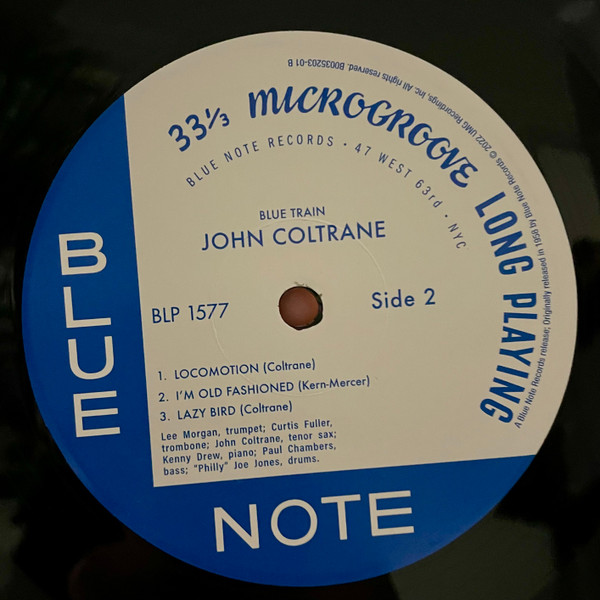 33⅓ MICROGROOVE LONG PLAYING
BLUE NOTE RECORDS · 47 WEST 63rd · NYC
A Blue Note Records release; Originally released in 1958 by Blue Note Records © 2022 UMG Recordings, Inc. All rights reserved. B0035203-01 B
BLUE TRAIN
JOHN COLTRANE
BLP 1577
Side 2
1. LOCOMOTION (Coltrane)
2. I'M OLD FASHIONED (Kern-Mercer)
3. LAZY BIRD (Coltrane)
Lee Morgan, trumpet; Curtis Fuller,
trombone; John Coltrane, tenor sax;
Kenny Drew, piano; Paul Chambers,
bass; "Philly" Joe Jones, drums.
BLUE
NOTE